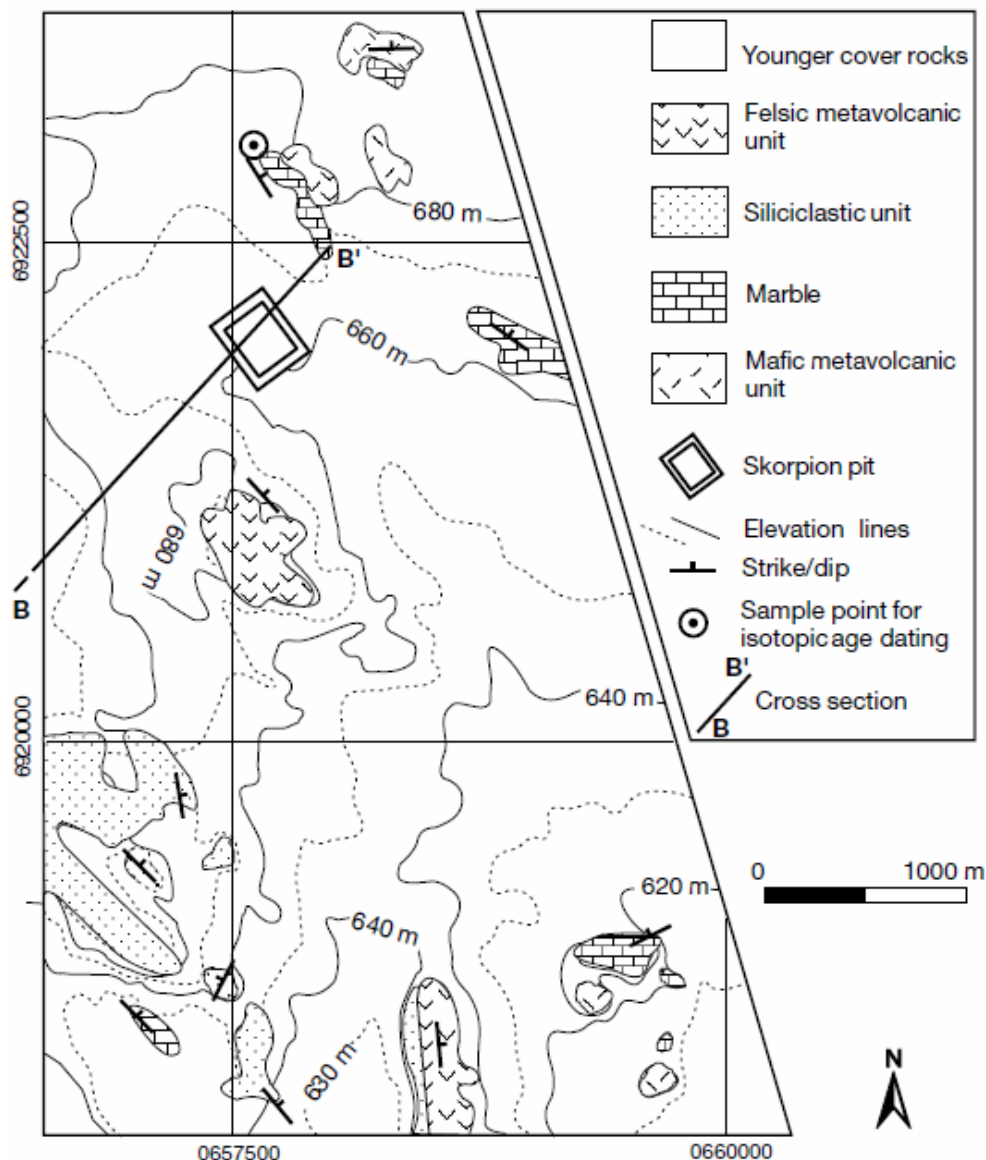 Younger cover rocks
Felsic metavolcanic
unit
Siliciclastic unit
Marble
Mafic metavolcanic
unit
Skorpion pit
Elevation lines
Strike/dip
Sample point for
isotopic age dating
B'
Cross section
B
680 m
6922500
B'
660 m
680 m
B
640 m
6920000
0 1000 m
620 m
640 m
630 m
N
0657500
0660000